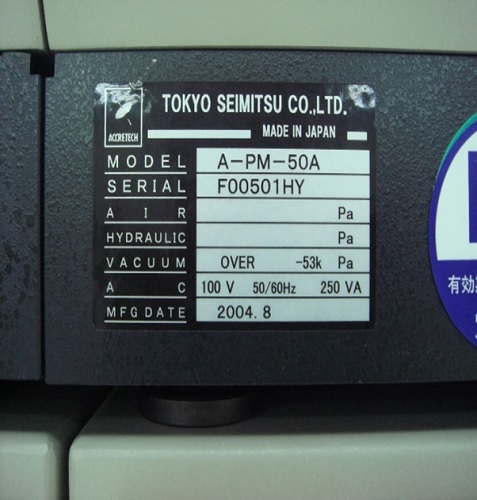 ACCRETECH
TOKYO SEIMITSU CO.,LTD.
MADE IN JAPAN
MODEL A-PM-50A
SERIAL F00501HY
AIR Pa
HYDRAULIC Pa
VACUUM OVER -53k Pa
AC 100 V 50/60Hz 250 VA
MFG DATE 2004. 8
有効